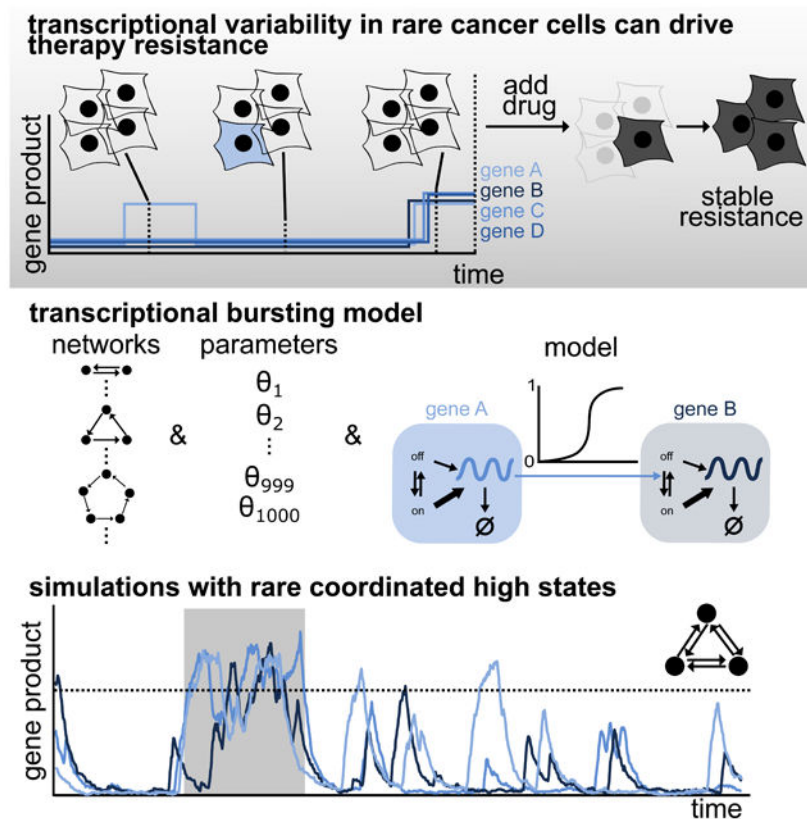 transcriptional variability in rare cancer cells can drive
therapy resistance
gene product
add
drug
gene A
gene B
gene C
gene D
stable
resistance
time
transcriptional bursting model
networks
parameters
model
θ1
θ2
θ999
θ1000
&
&
1
0
gene A
off
on
∅
gene B
off
on
∅
simulations with rare coordinated high states
gene product
time